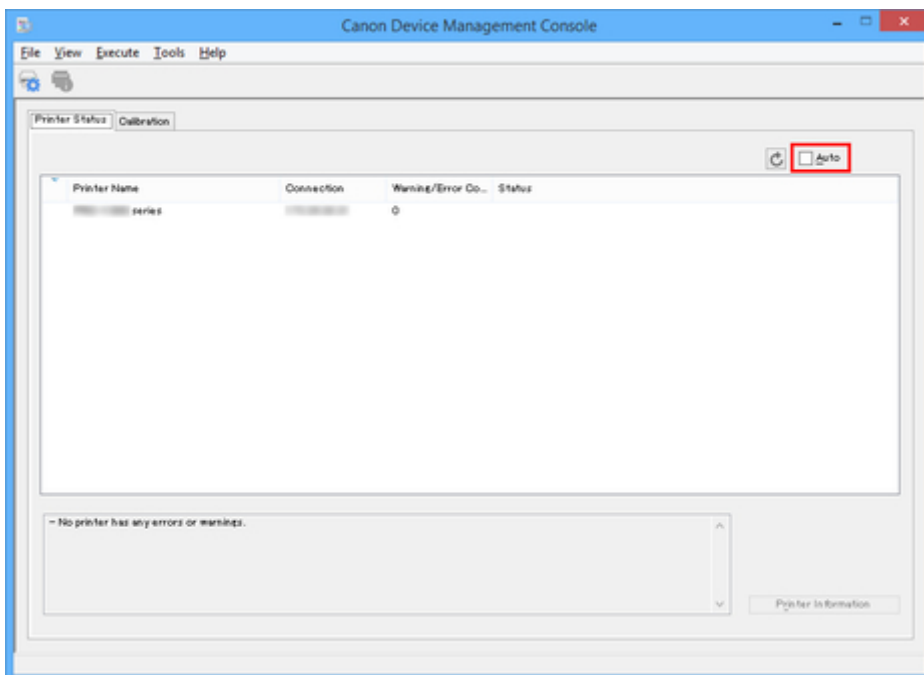 Canon Device Management Console
File View Execute Tools Help
Printer Status Calibration
Auto
Printer Name Connection Warning/Error Co... Status
series 0
- No printer has any errors or warnings.
Printer Information